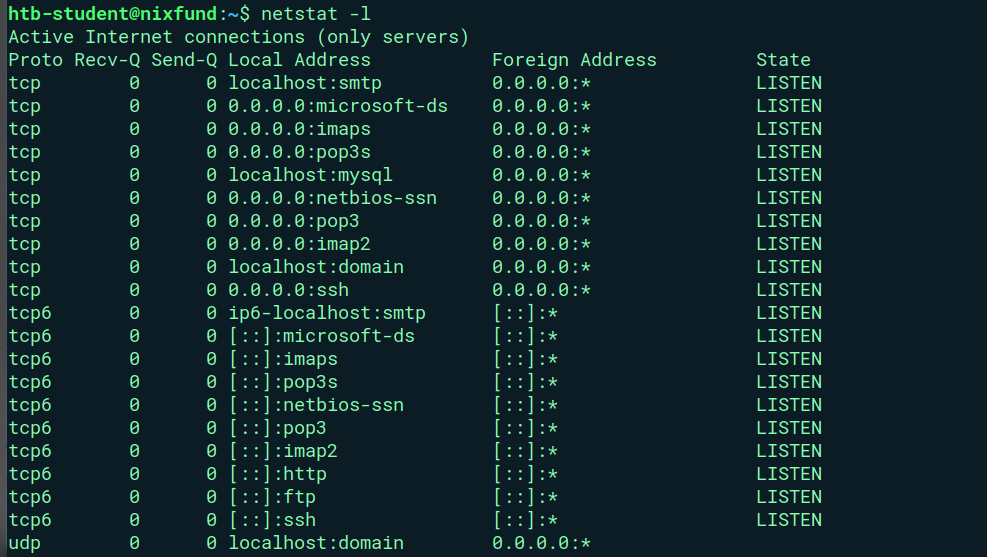 htb-student@nixfund:~$ netstat -l
Active Internet connections (only servers)
Proto Recv-Q Send-Q Local Address           Foreign Address         State
tcp        0      0 localhost:smtp          0.0.0.0:*               LISTEN
tcp        0      0 0.0.0.0:microsoft-ds    0.0.0.0:*               LISTEN
tcp        0      0 0.0.0.0:imaps           0.0.0.0:*               LISTEN
tcp        0      0 0.0.0.0:pop3s           0.0.0.0:*               LISTEN
tcp        0      0 localhost:mysql         0.0.0.0:*               LISTEN
tcp        0      0 0.0.0.0:netbios-ssn     0.0.0.0:*               LISTEN
tcp        0      0 0.0.0.0:pop3            0.0.0.0:*               LISTEN
tcp        0      0 0.0.0.0:imap2           0.0.0.0:*               LISTEN
tcp        0      0 localhost:domain        0.0.0.0:*               LISTEN
tcp        0      0 0.0.0.0:ssh             0.0.0.0:*               LISTEN
tcp6       0      0 ip6-localhost:smtp      [::]:*                  LISTEN
tcp6       0      0 [::]:microsoft-ds       [::]:*                  LISTEN
tcp6       0      0 [::]:imaps              [::]:*                  LISTEN
tcp6       0      0 [::]:pop3s              [::]:*                  LISTEN
tcp6       0      0 [::]:netbios-ssn        [::]:*                  LISTEN
tcp6       0      0 [::]:pop3               [::]:*                  LISTEN
tcp6       0      0 [::]:imap2              [::]:*                  LISTEN
tcp6       0      0 [::]:http               [::]:*                  LISTEN
tcp6       0      0 [::]:ftp                [::]:*                  LISTEN
tcp6       0      0 [::]:ssh                [::]:*                  LISTEN
udp        0      0 localhost:domain        0.0.0.0:*